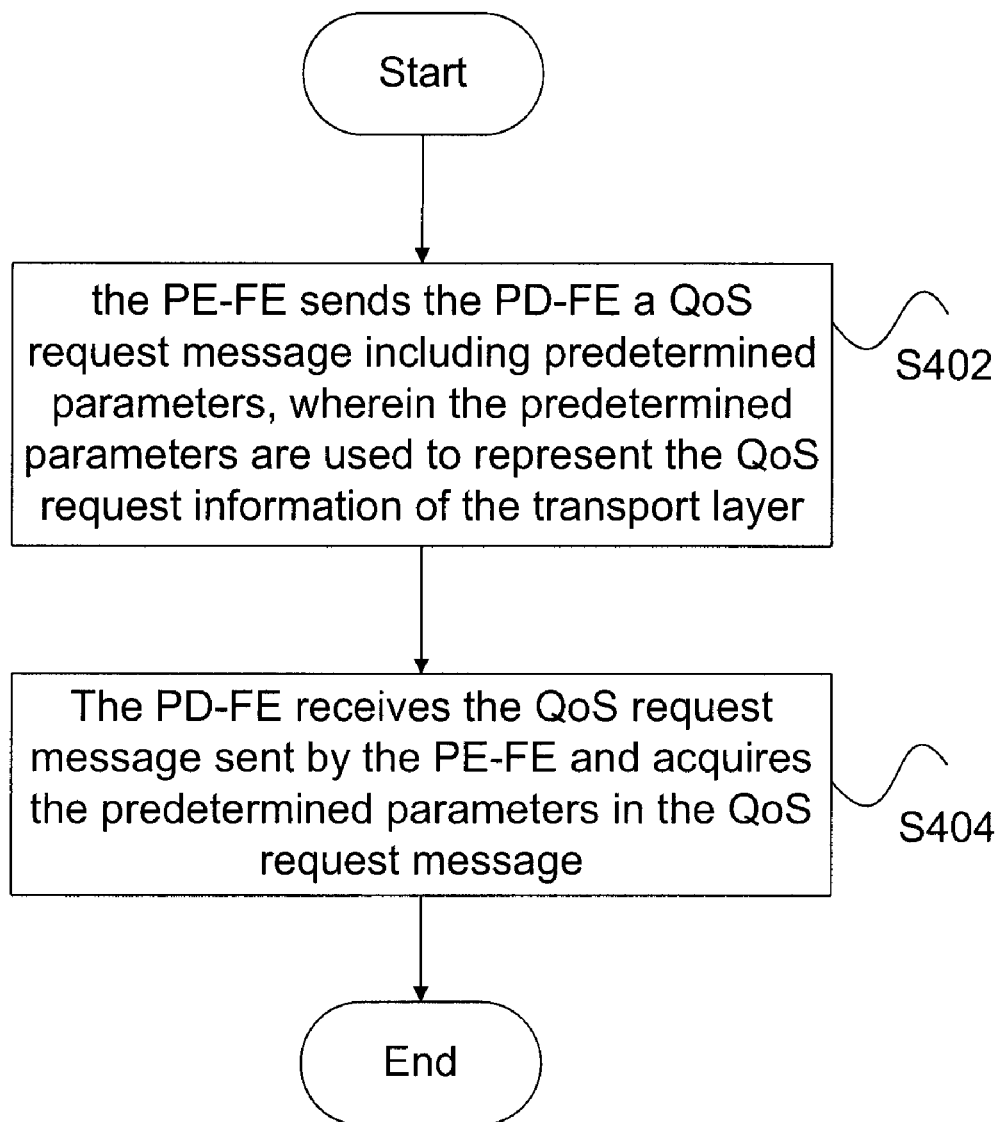 Start
the PE-FE sends the PD-FE a QoS
request message including predetermined
parameters, wherein the predetermined
parameters are used to represent the QoS
request information of the transport layer
S402
The PD-FE receives the QoS request
message sent by the PE-FE and acquires
the predetermined parameters in the QoS
request message
S404
End